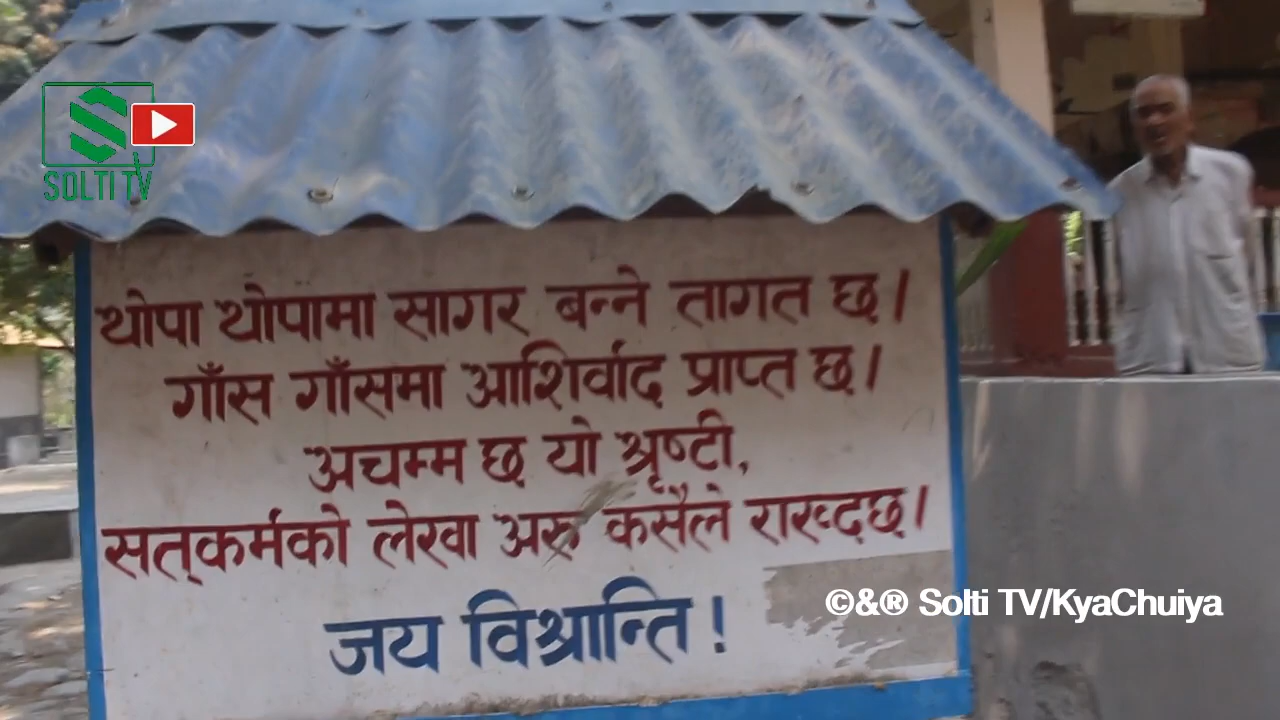 SOLTI TV
थोपा थोपामा सागर बन्ने तागत छ।
गाँस गाँसमा आशिर्वाद प्राप्त छ।
अचम्म छ यो श्रृष्टी,
सत्‌कर्मको लेखा अरु कसैले राख्दछ।
जय विश्रान्ति !
©&® Solti TV/KyaChuiya